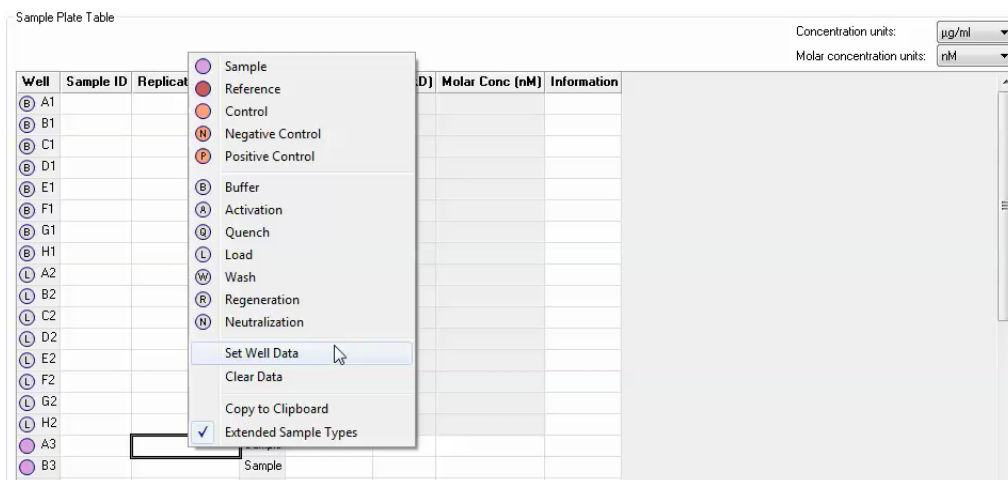 Sample Plate Table
Concentration units: µg/ml
Molar concentration units: nM
Well Sample ID Replicat D) Molar Conc (nM) Information
B A1
B B1
B C1
B D1
B E1
B F1
B G1
B H1
L A2
L B2
L C2
L D2
L E2
L F2
L G2
L H2
A3
B3 Sample
Sample
Reference
Control
N Negative Control
P Positive Control
B Buffer
A Activation
Q Quench
L Load
W Wash
R Regeneration
N Neutralization
Set Well Data
Clear Data
Copy to Clipboard
Extended Sample Types